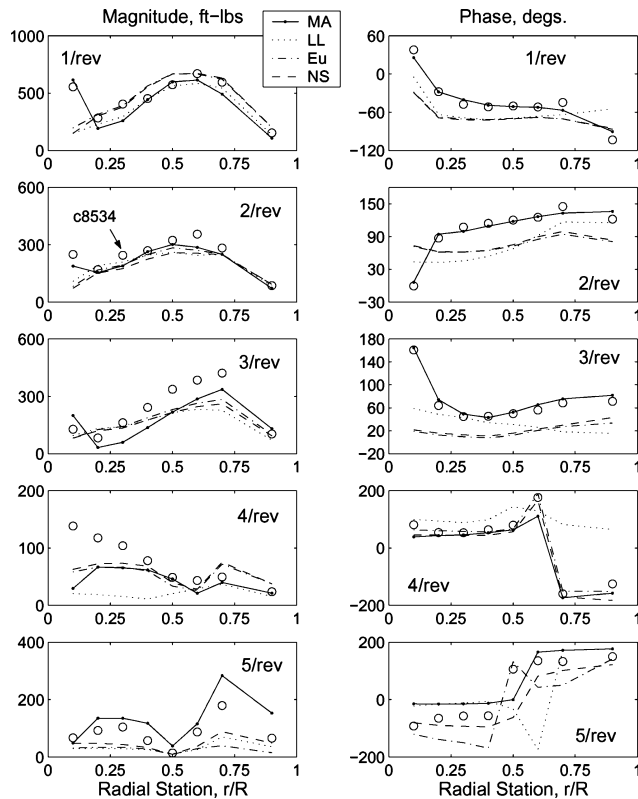 Magnitude, ft−lbs
Phase, degs.
MA
LL
Eu
NS
1000
500
0
1/rev
0 0.25 0.5 0.75 1
60
0
−60
−120
1/rev
0 0.25 0.5 0.75 1
600
300
0
c8534
2/rev
0 0.25 0.5 0.75 1
150
90
30
−30
2/rev
0 0.25 0.5 0.75 1
600
300
0
3/rev
0 0.25 0.5 0.75 1
180
140
100
60
20
−20
3/rev
0 0.25 0.5 0.75 1
200
100
0
4/rev
0 0.25 0.5 0.75 1
200
0
−200
4/rev
0 0.25 0.5 0.75 1
400
200
0
5/rev
0 0.25 0.5 0.75 1
Radial Station, r/R
200
0
−200
5/rev
0 0.25 0.5 0.75 1
Radial Station, r/R